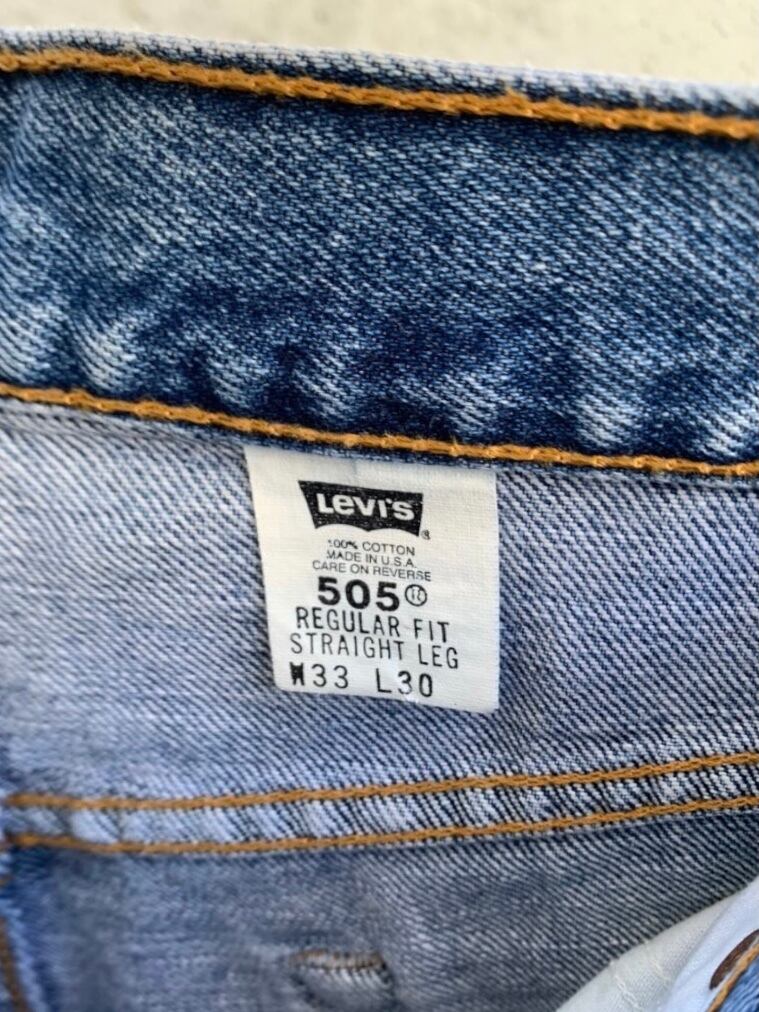 LEVI'S®
100% COTTON
MADE IN U.S.A.
CARE ON REVERSE
505
REGULAR FIT
STRAIGHT LEG
W33 L30